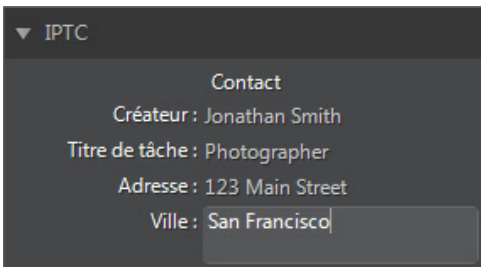 IPTC
Contact
Créateur : Jonathan Smith
Titre de tâche : Photographer
Adresse : 123 Main Street
Ville : San Francisco